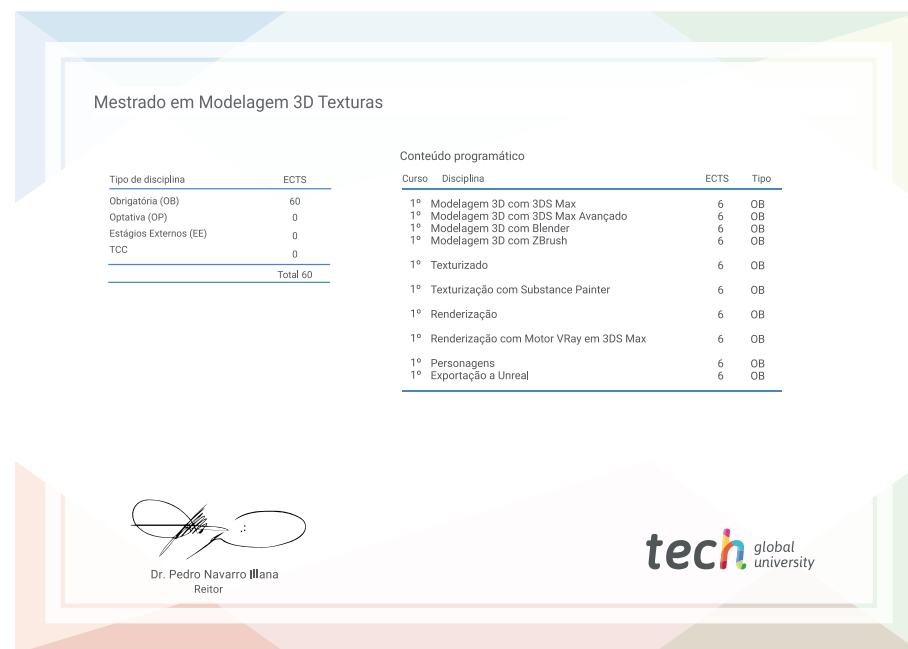 Mestrado em Modelagem 3D Texturas
Tipo de disciplina ECTS
Obrigatória (OB) 60
Optativa (OP) 0
Estágios Externos (EE) 0
TCC 0
Total 60
Conteúdo programático
Curso Disciplina ECTS Tipo
1º Modelagem 3D com 3DS Max 6 OB
1º Modelagem 3D com 3DS Max Avançado 6 OB
1º Modelagem 3D com Blender 6 OB
1º Modelagem 3D com ZBrush 6 OB
1º Texturizado 6 OB
1º Texturização com Substance Painter 6 OB
1º Renderização 6 OB
1º Renderização com Motor VRay em 3DS Max 6 OB
1º Personagens 6 OB
1º Exportação a Unreal 6 OB
Dr. Pedro Navarro Illana
Reitor
tech global
university